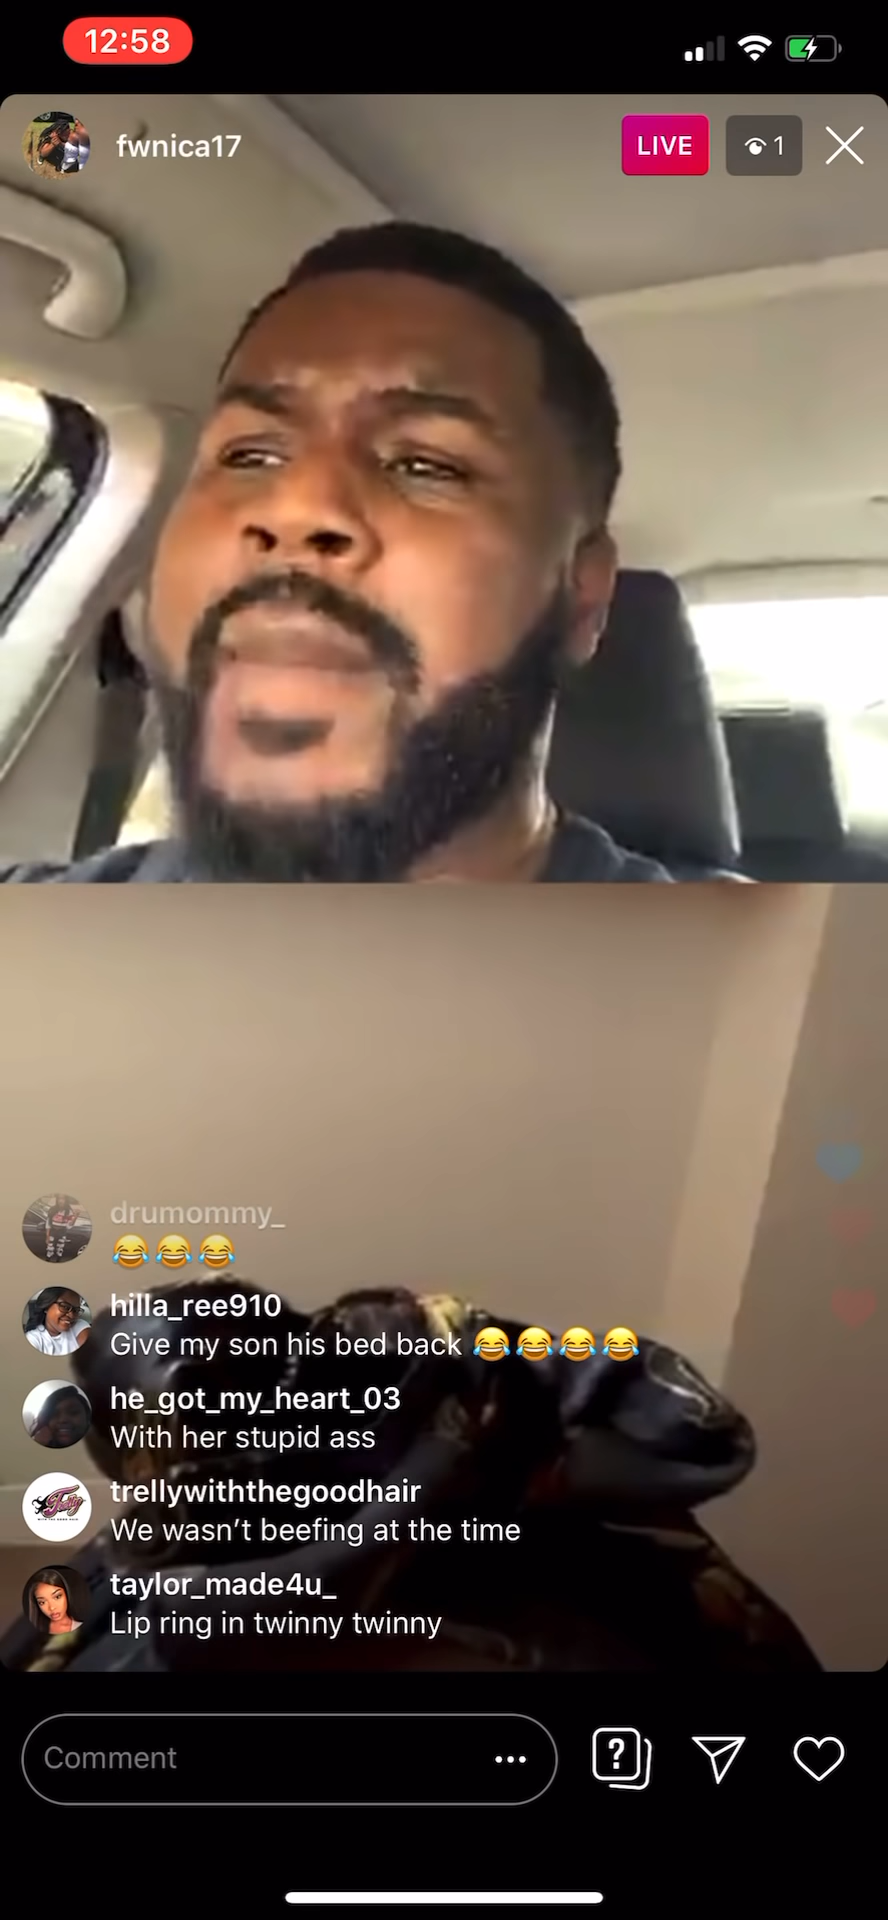 12:58
fwnica17
LIVE
1
drumommy_
😂😂😂
hilla_ree910
Give my son his bed back 😂😂😂😂
he_got_my_heart_03
With her stupid ass
trellywiththegoodhair
We wasn't beefing at the time
taylor_made4u_
Lip ring in twinny twinny
Comment